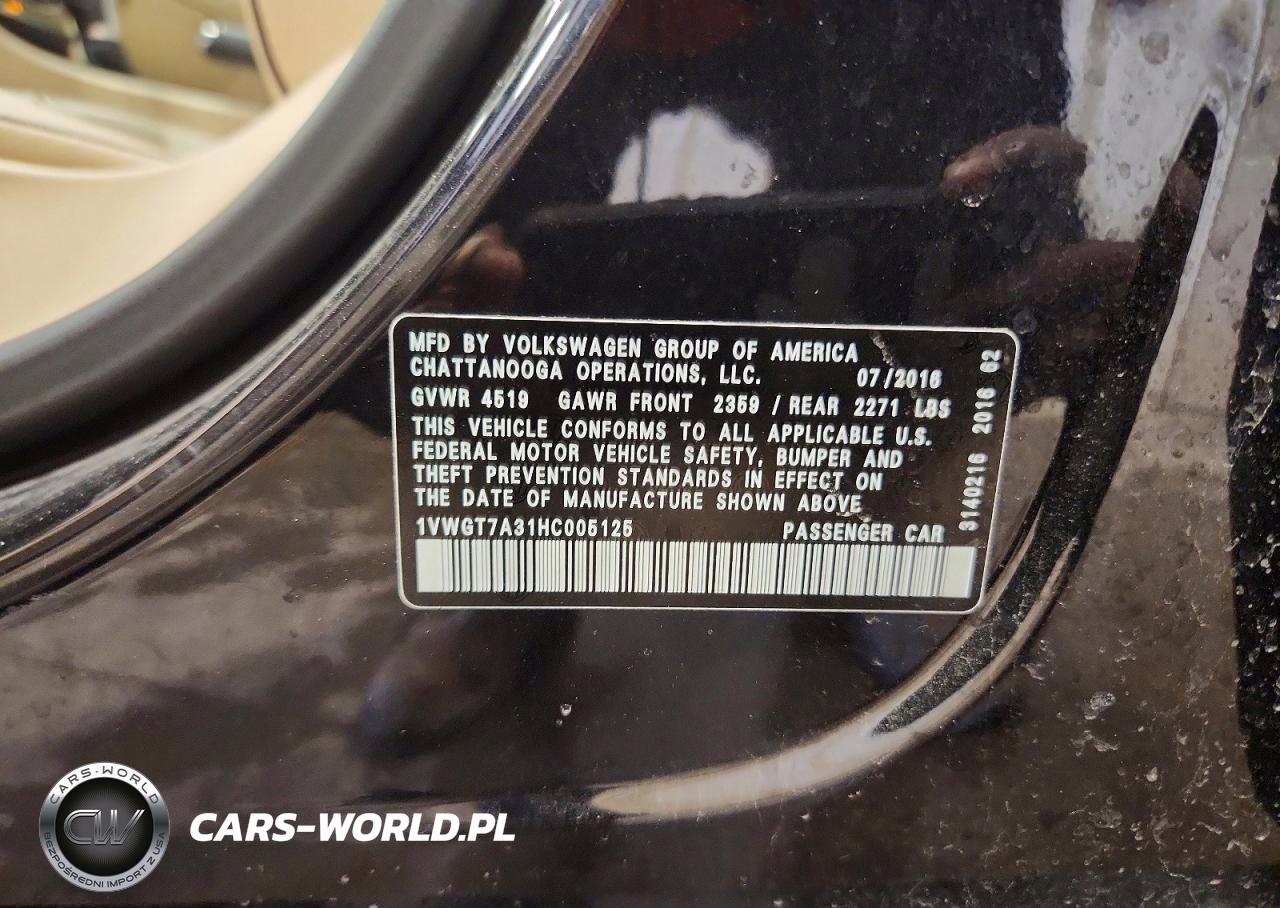 MFD BY VOLKSWAGEN GROUP OF AMERICA
CHATTANOOGA OPERATIONS, LLC. 07/2016
GVWR 4519 GAWR FRONT 2359 / REAR 2271 LBS
THIS VEHICLE CONFORMS TO ALL APPLICABLE U.S.
FEDERAL MOTOR VEHICLE SAFETY, BUMPER AND
THEFT PREVENTION STANDARDS IN EFFECT ON
THE DATE OF MANUFACTURE SHOWN ABOVE
1VWGT7A31HC005125 PASSENGER CAR
3140216 2016 62
CARS-WORLD
CW
BEZPOŚREDNI IMPORT Z USA
CARS-WORLD.PL